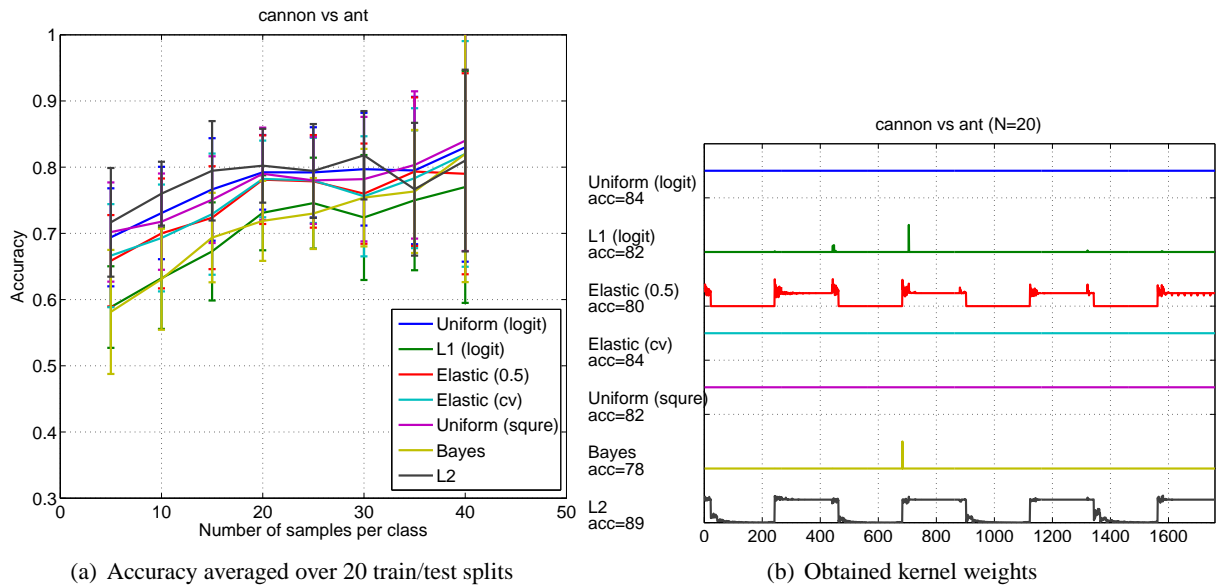 cannon vs ant
1
0.9
0.8
0.7
0.6
0.5
0.4
0.3
Accuracy
0 10 20 30 40 50
Number of samples per class
Uniform (logit)
L1 (logit)
Elastic (0.5)
Elastic (cv)
Uniform (squre)
Bayes
L2
(a) Accuracy averaged over 20 train/test splits
cannon vs ant (N=20)
Uniform (logit)
acc=84
L1 (logit)
acc=82
Elastic (0.5)
acc=80
Elastic (cv)
acc=84
Uniform (squre)
acc=82
Bayes
acc=78
L2
acc=89
0 200 400 600 800 1000 1200 1400 1600
(b) Obtained kernel weights